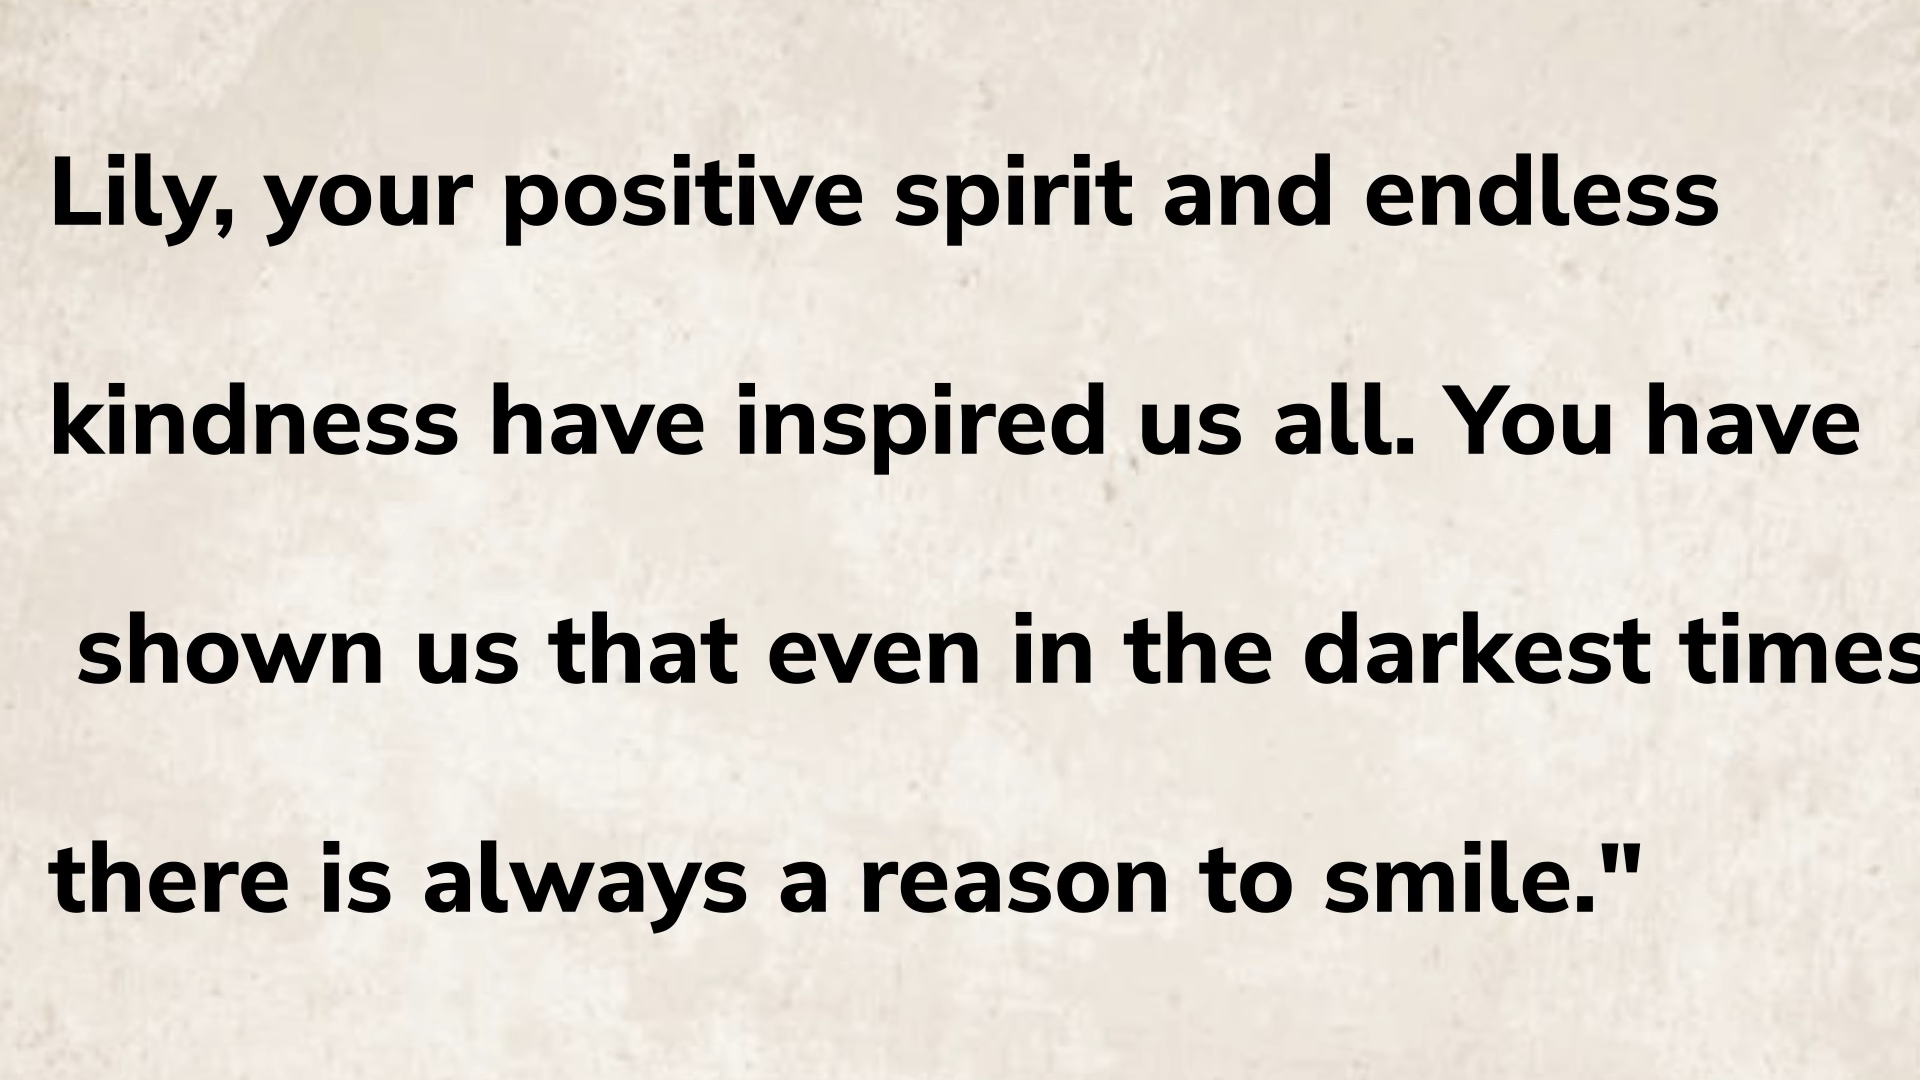 Lily, your positive spirit and endless
kindness have inspired us all. You have
shown us that even in the darkest times
there is always a reason to smile."